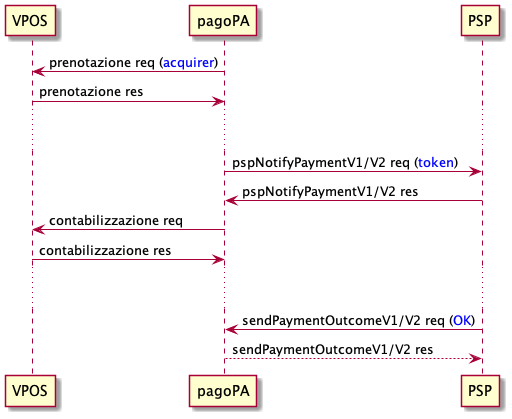 VPOS pagoPA PSP
prenotazione req (acquirer)
prenotazione res
pspNotifyPaymentV1/V2 req (token)
pspNotifyPaymentV1/V2 res
contabilizzazione req
contabilizzazione res
sendPaymentOutcomeV1/V2 req (OK)
sendPaymentOutcomeV1/V2 res
VPOS pagoPA PSP